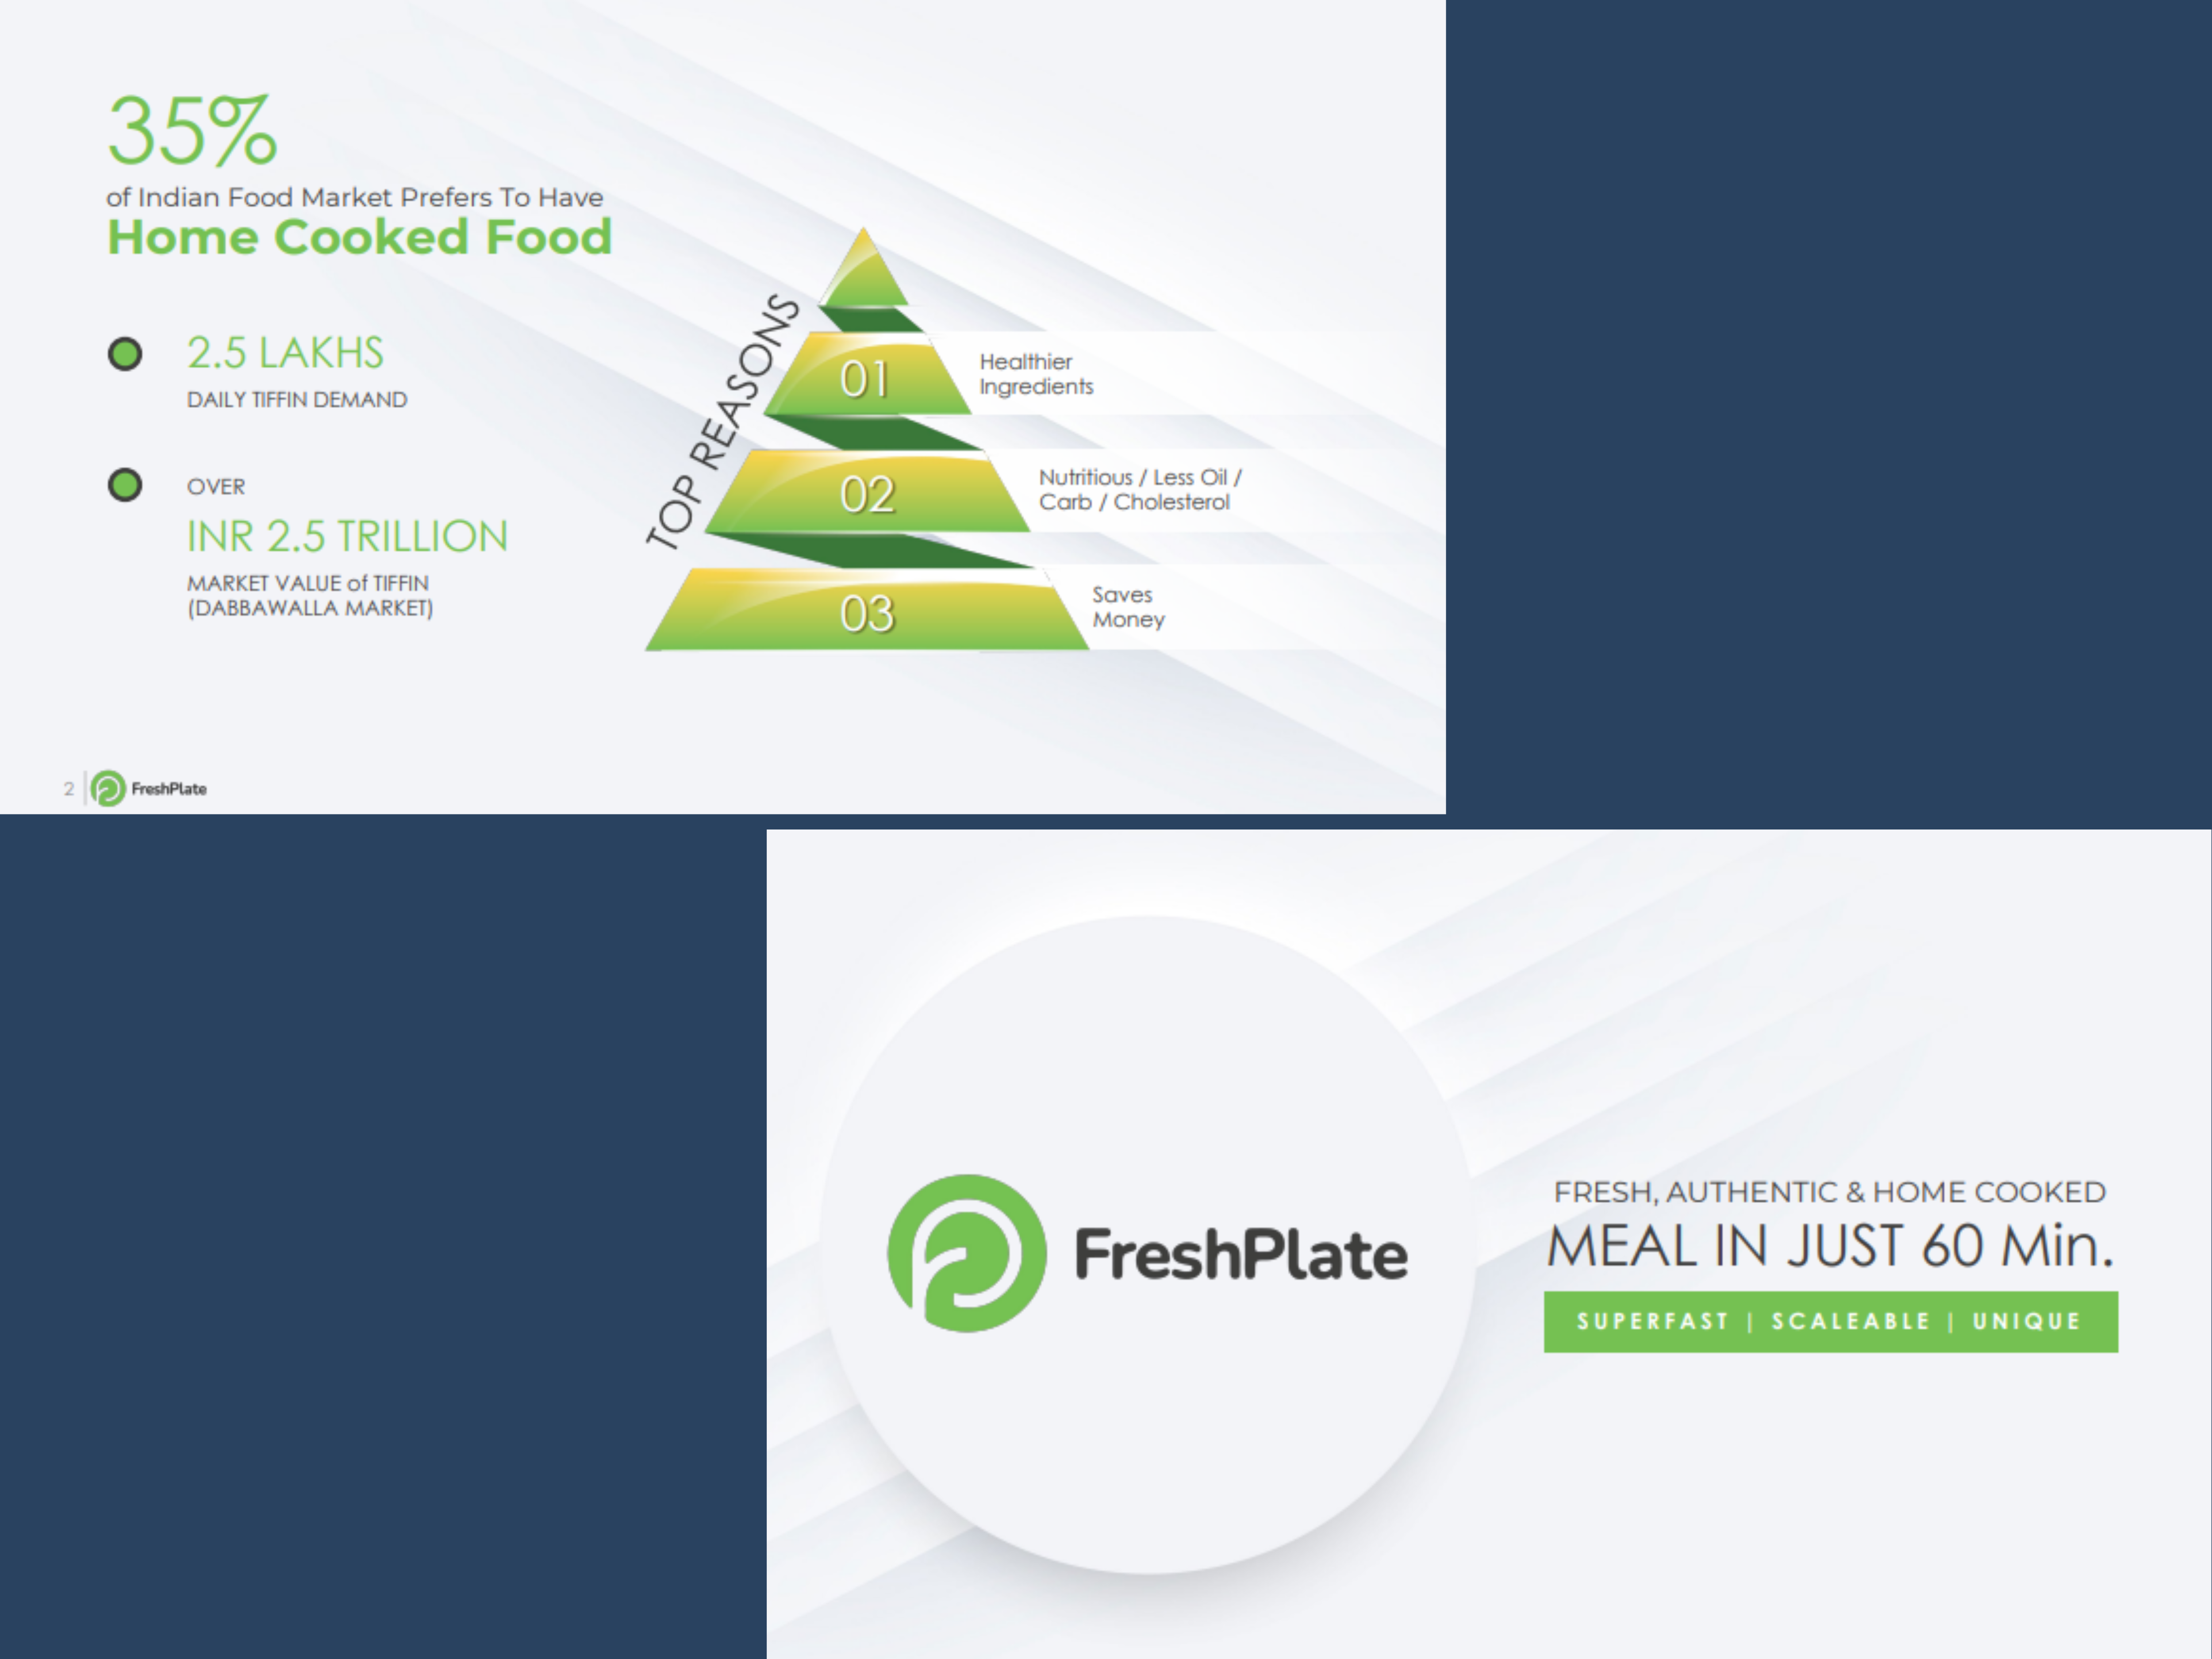 35%
of Indian Food Market Prefers To Have
Home Cooked Food
2.5 LAKHS
DAILY TIFFIN DEMAND
OVER
INR 2.5 TRILLION
MARKET VALUE of TIFFIN
(DABBAWALLA MARKET)
TOP REASONS
01
Healthier
Ingredients
02
Nutritious / Less Oil /
Carb / Cholesterol
03
Saves
Money
2
FreshPlate
FreshPlate
FRESH, AUTHENTIC & HOME COOKED
MEAL IN JUST 60 Min.
SUPERFAST | SCALEABLE | UNIQUE